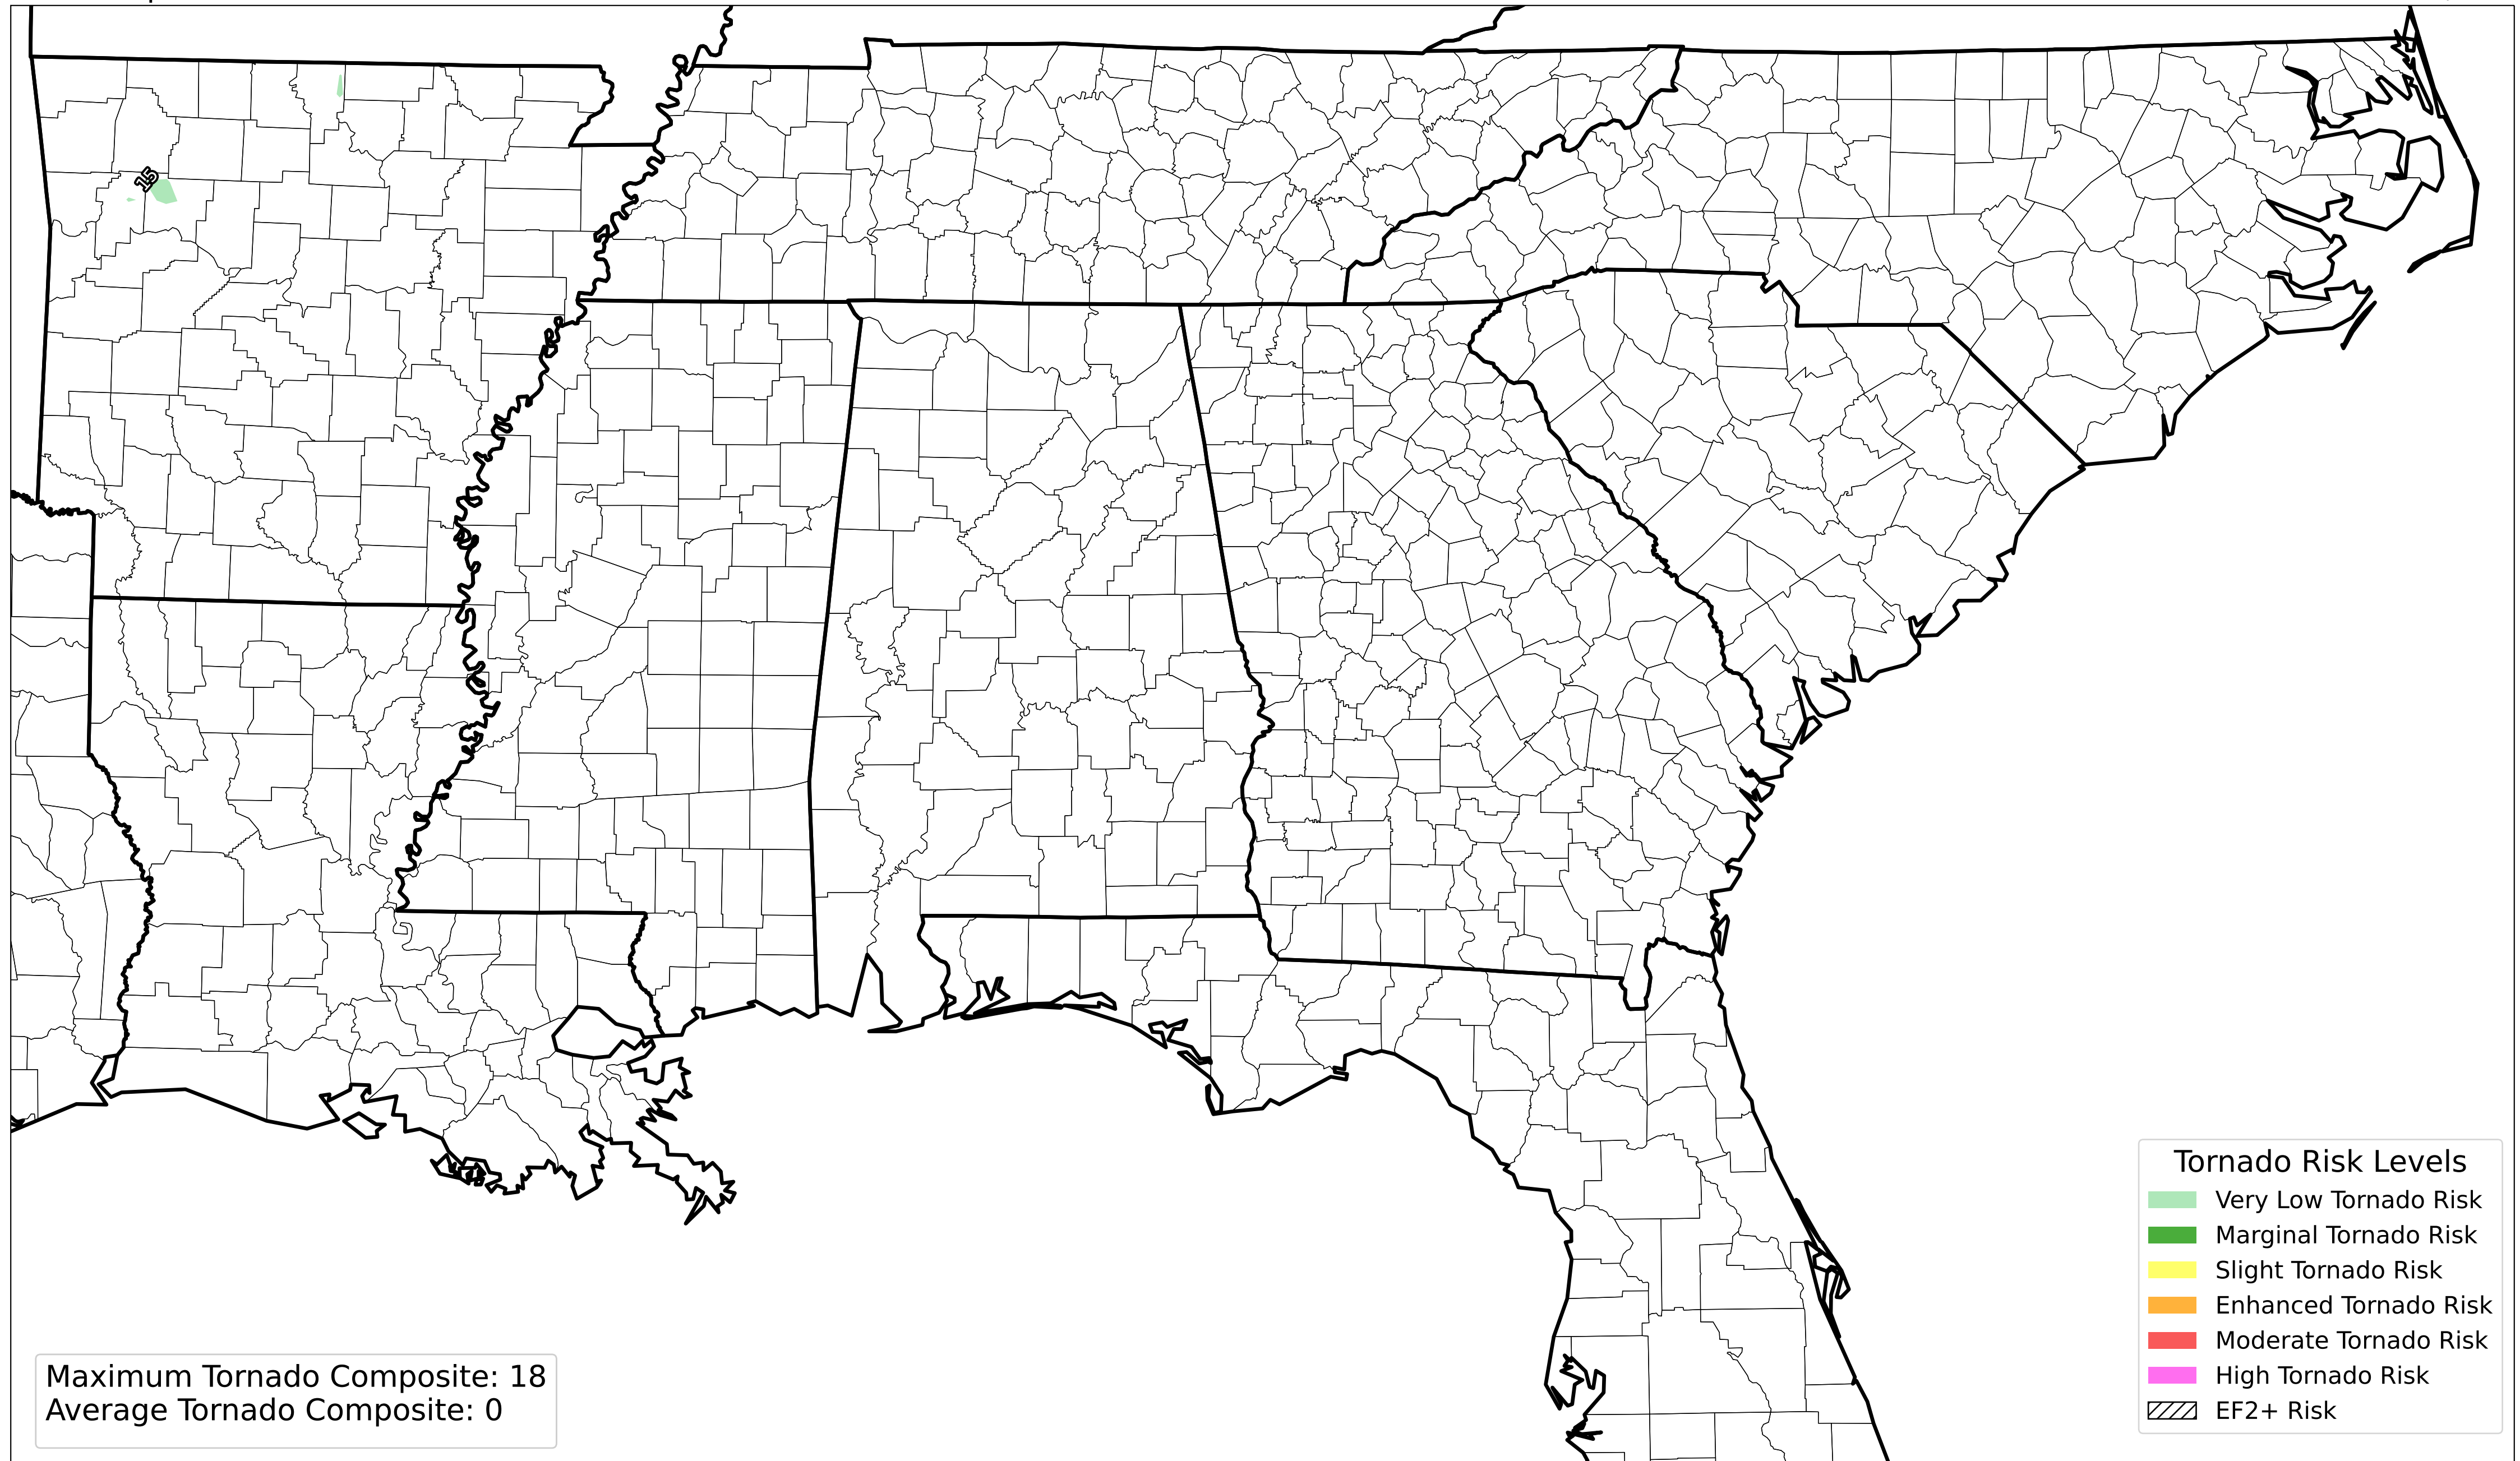 15
Tornado Risk Levels
Very Low Tornado Risk
Marginal Tornado Risk
Slight Tornado Risk
Enhanced Tornado Risk
Moderate Tornado Risk
High Tornado Risk
EF2+ Risk
Maximum Tornado Composite: 18
Average Tornado Composite: 0